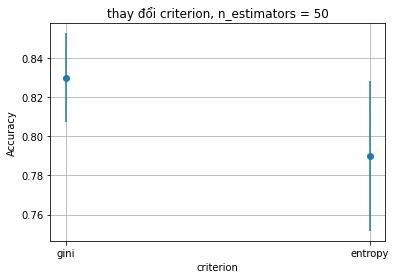 thay đổi criterion, n_estimators = 50
Accuracy
0.84
0.82
0.80
0.78
0.76
gini
entropy
criterion